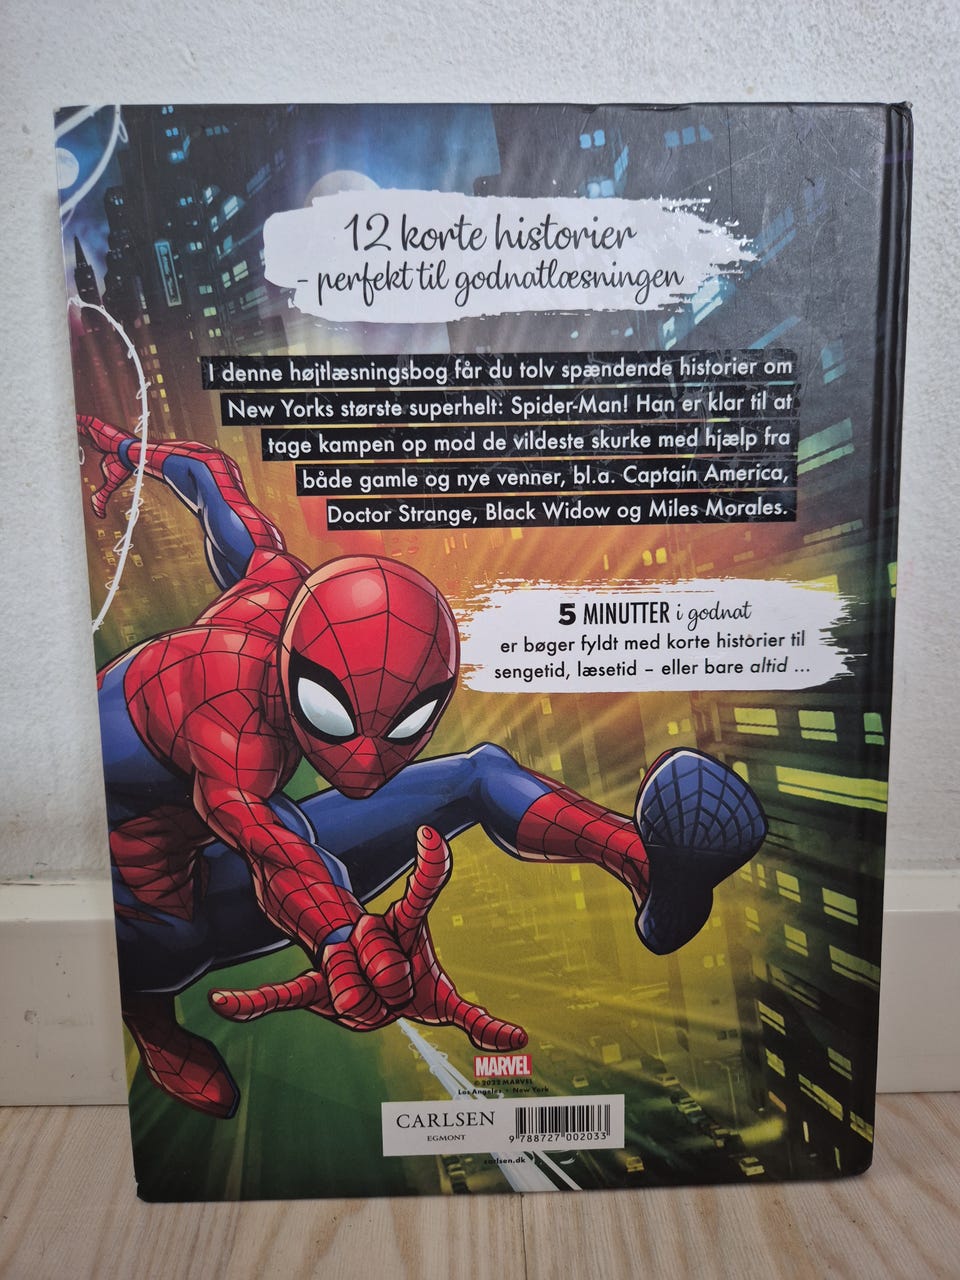 12 korte historier
- perfekt til godnatlæsningen
I denne højtlæsningsbog får du tolv spændende historier om
New Yorks største superhelt: Spider-Man! Han er klar til at
tage kampen op mod de vildeste skurke med hjælp fra
både gamle og nye venner, bl.a. Captain America,
Doctor Strange, Black Widow og Miles Morales.
5 MINUTTER i godnat
er bøger fyldt med korte historier til
sengetid, læsetid – eller bare altid ...
MARVEL
© 2022 MARVEL
Los Angeles · New York
CARLSEN
EGMONT
9 788727 002033
carlsen.dk